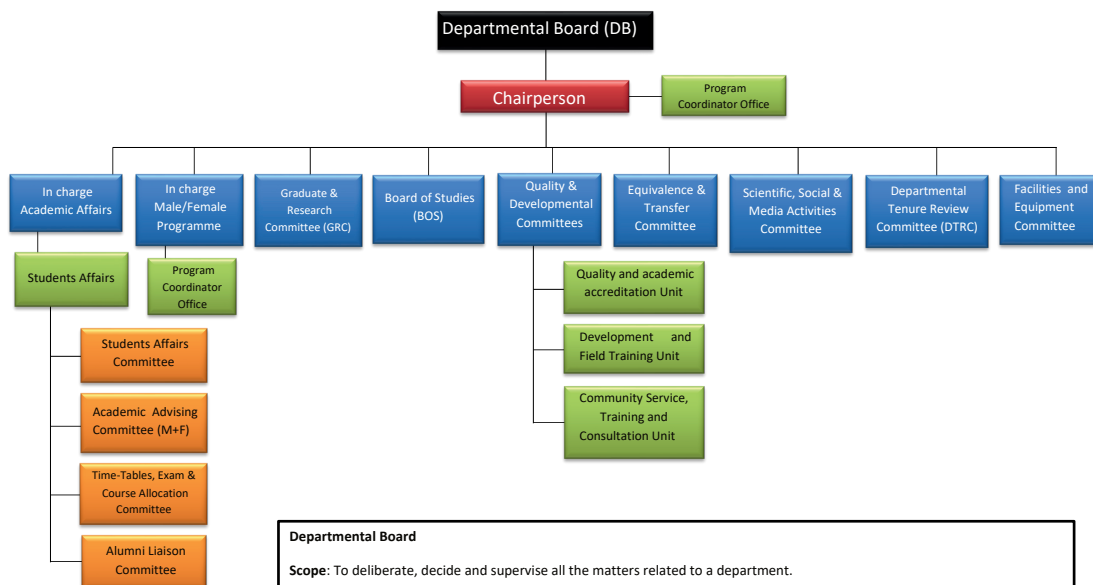 Departmental Board (DB)
Chairperson
Program
Coordinator Office
In charge
Academic Affairs
In charge
Male/Female
Programme
Graduate &
Research
Committee (GRC)
Board of Studies
(BOS)
Quality &
Developmental
Committees
Equivalence &
Transfer
Committee
Scientific, Social &
Media Activities
Committee
Departmental
Tenure Review
Committee (DTRC)
Facilities and
Equipment
Committee
Students Affairs
Program
Coordinator
Office
Quality and academic
accreditation Unit
Development and
Field Training Unit
Community Service,
Training and
Consultation Unit
Students Affairs
Committee
Academic Advising
Committee (M+F)
Time-Tables, Exam &
Course Allocation
Committee
Alumni Liaison
Committee
Departmental Board
Scope: To deliberate, decide and supervise all the matters related to a department.